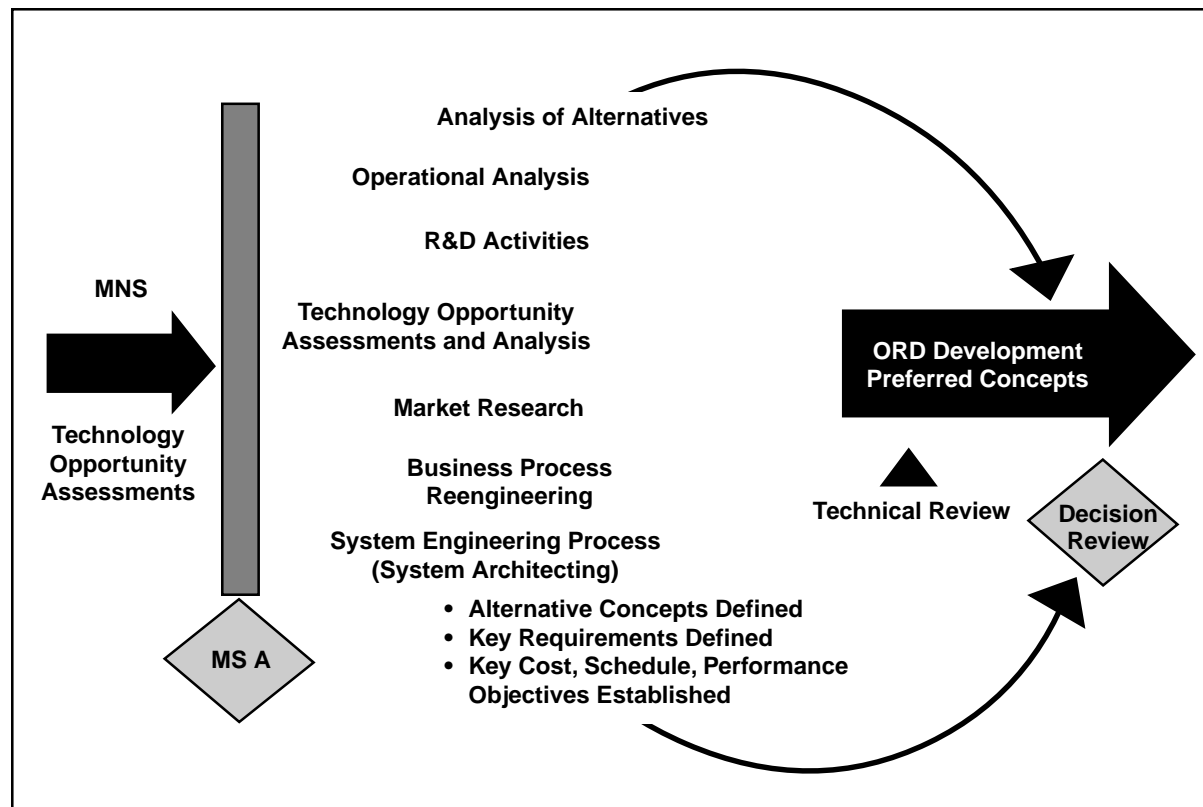 MNS
Technology
Opportunity
Assessments
MS A
Analysis of Alternatives
Operational Analysis
R&D Activities
Technology Opportunity
Assessments and Analysis
Market Research
Business Process
Reengineering
System Engineering Process
(System Architecting)
• Alternative Concepts Defined
• Key Requirements Defined
• Key Cost, Schedule, Performance
Objectives Established
ORD Development
Preferred Concepts
Technical Review
Decision
Review